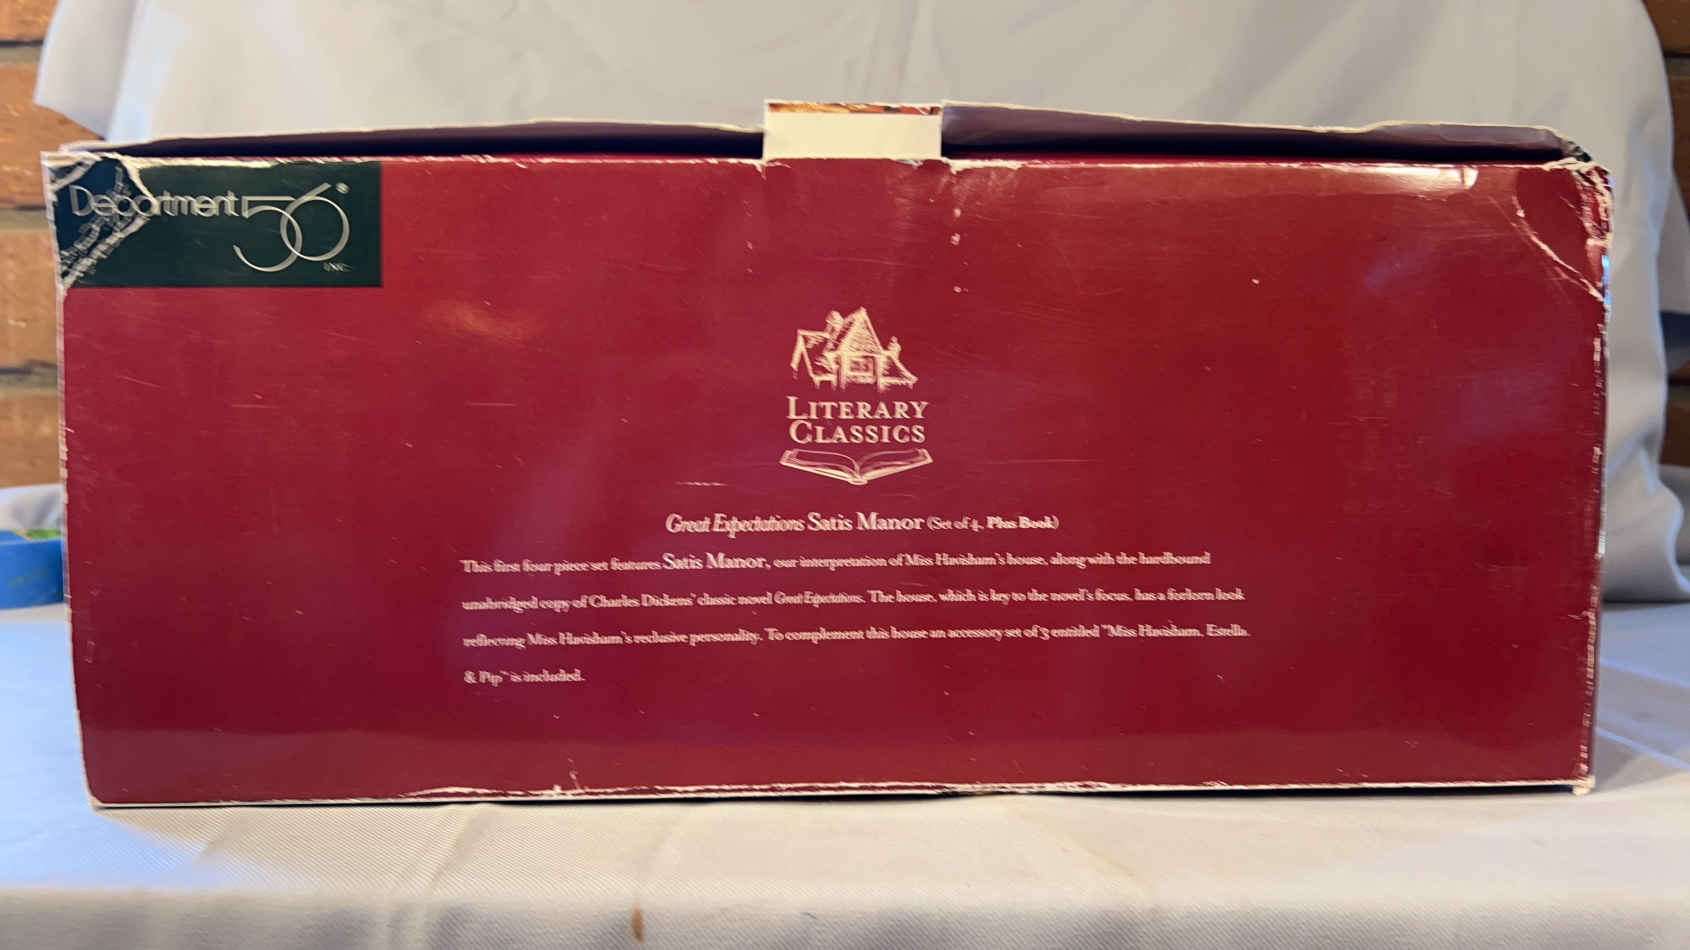 Department 56®
INC.
LITERARY
CLASSICS
Great Expectations Satis Manor (Set of 4, Plus Book)
This first four piece set features Satis Manor, our interpretation of Miss Havisham's house, along with the hardbound
unabridged copy of Charles Dickens' classic novel Great Expectations. The house, which is key to the novel's focus, has a forlorn look
reflecting Miss Havisham's reclusive personality. To complement this house an accessory set of 3 entitled "Miss Havisham, Estella,
& Pip" is included.